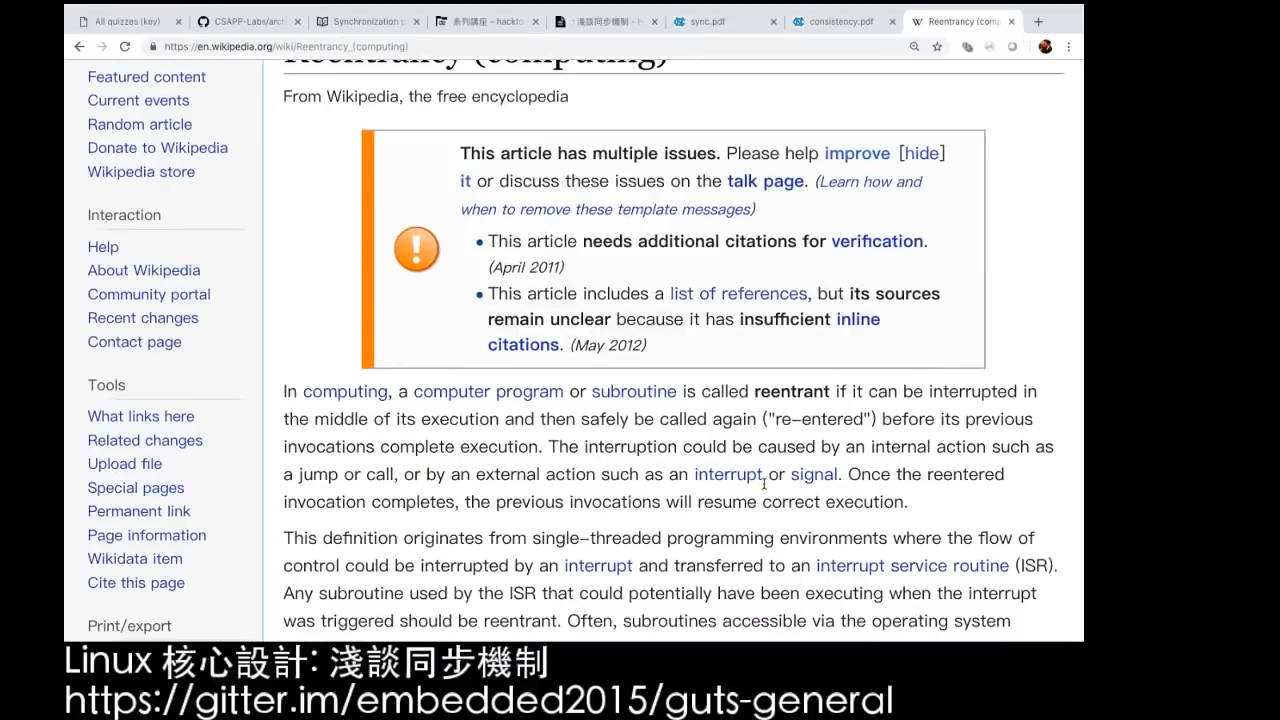 All quizzes (key)
CSAPP-Labs/arc
Synchronization p
系列講座 - hackfo
: 淺談同步機制 - H
sync.pdf
consistency.pdf
Reentrancy (comp
https://en.wikipedia.org/wiki/Reentrancy_(computing)
Featured content
Current events
Random article
Donate to Wikipedia
Wikipedia store
Interaction
Help
About Wikipedia
Community portal
Recent changes
Contact page
Tools
What links here
Related changes
Upload file
Special pages
Permanent link
Page information
Wikidata item
Cite this page
Print/export
Reentrancy (computing)
From Wikipedia, the free encyclopedia
This article has multiple issues. Please help improve [hide]
it or discuss these issues on the talk page. (Learn how and
when to remove these template messages)
• This article needs additional citations for verification.
(April 2011)
• This article includes a list of references, but its sources
remain unclear because it has insufficient inline
citations. (May 2012)
In computing, a computer program or subroutine is called reentrant if it can be interrupted in
the middle of its execution and then safely be called again ("re-entered") before its previous
invocations complete execution. The interruption could be caused by an internal action such as
a jump or call, or by an external action such as an interrupt or signal. Once the reentered
invocation completes, the previous invocations will resume correct execution.
This definition originates from single-threaded programming environments where the flow of
control could be interrupted by an interrupt and transferred to an interrupt service routine (ISR).
Any subroutine used by the ISR that could potentially have been executing when the interrupt
was triggered should be reentrant. Often, subroutines accessible via the operating system
Linux 核心設計: 淺談同步機制
https://gitter.im/embedded2015/guts-general